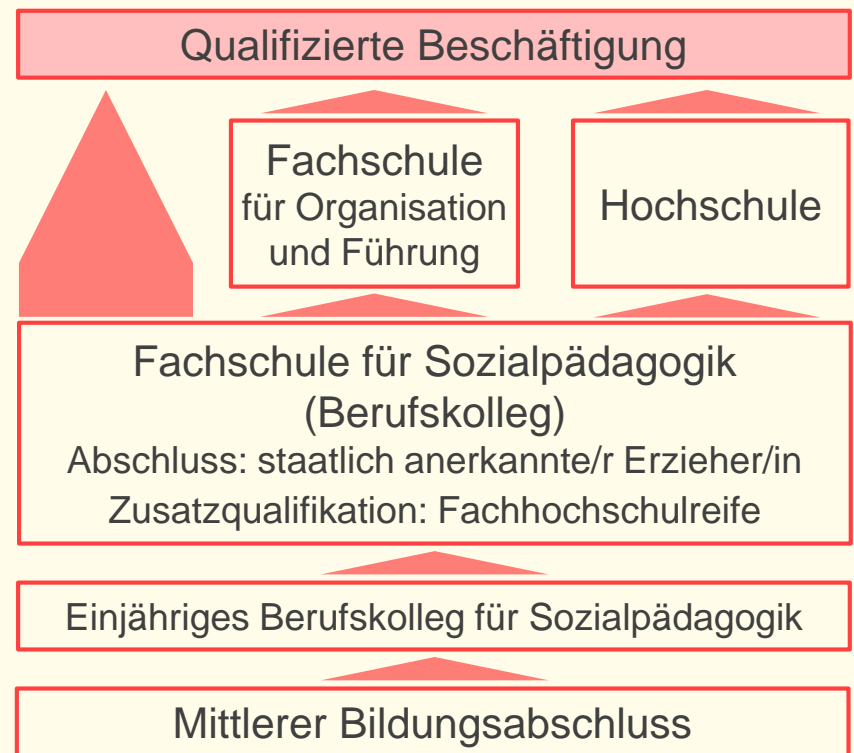 Qualifizierte Beschäftigung
Fachschule
für Organisation
und Führung
Hochschule
Fachschule für Sozialpädagogik
(Berufskolleg)
Abschluss: staatlich anerkannte/r Erzieher/in
Zusatzqualifikation: Fachhochschulreife
Einjähriges Berufskolleg für Sozialpädagogik
Mittlerer Bildungsabschluss